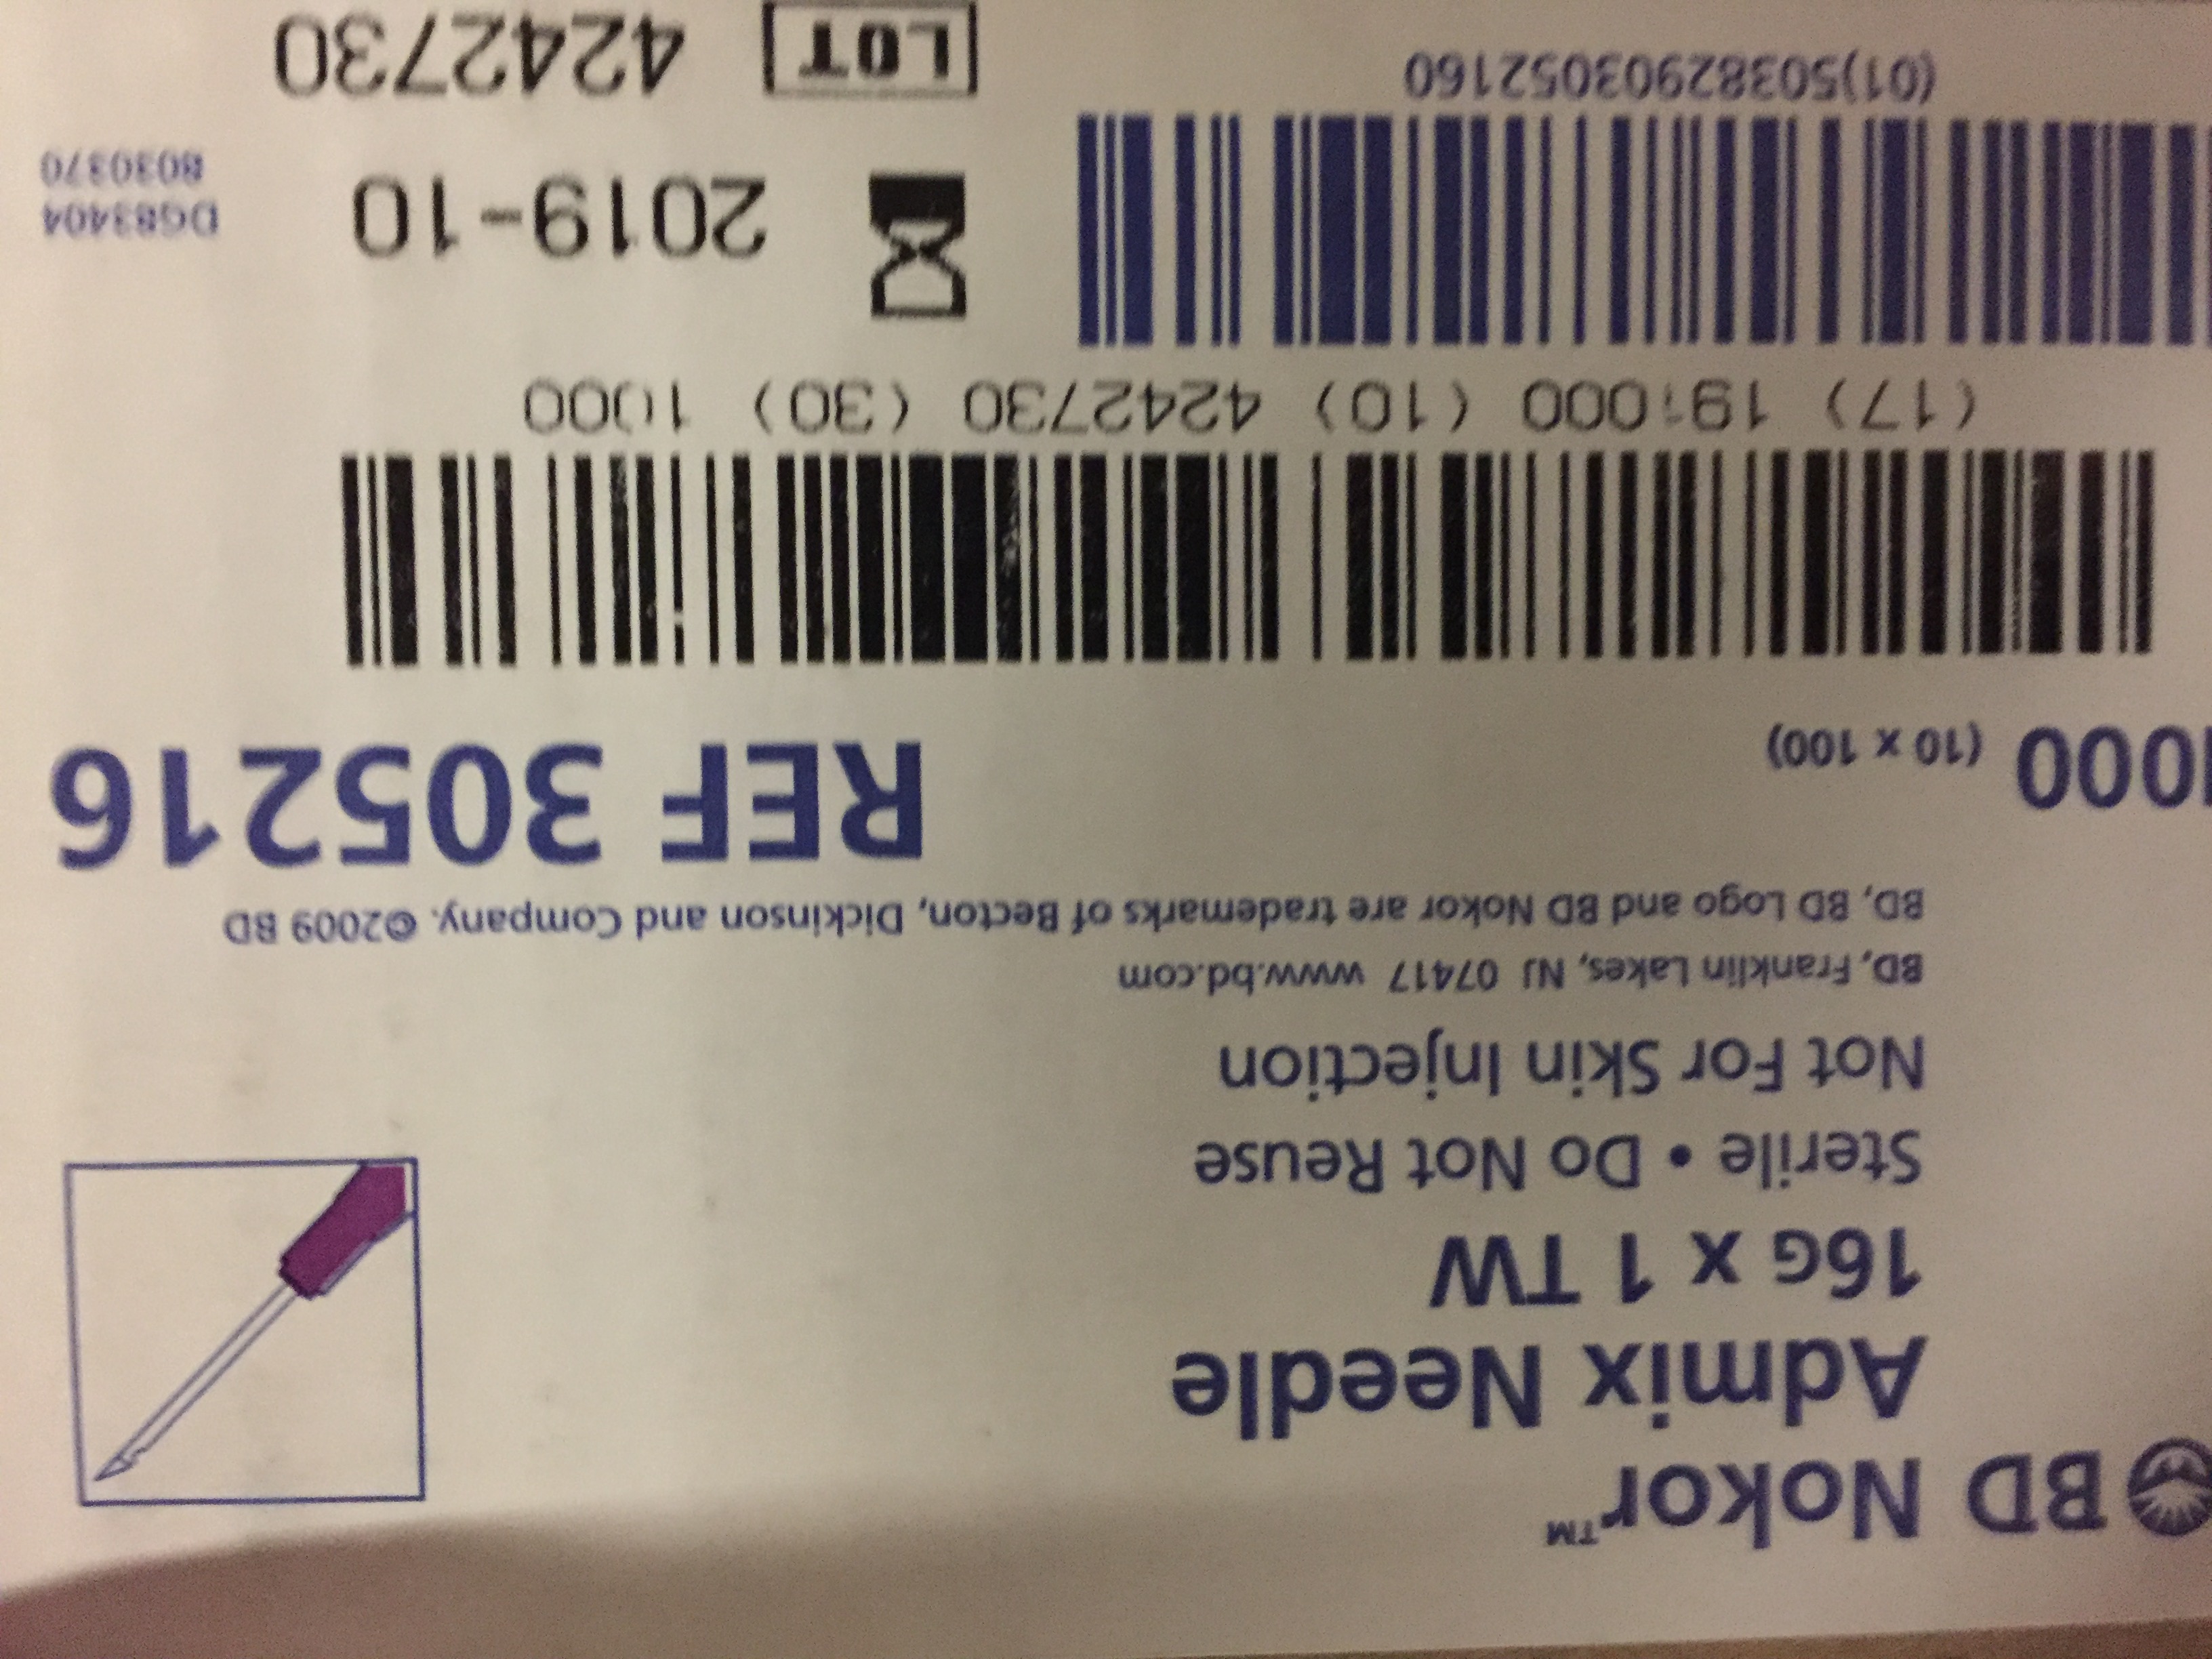 BD Nokor™
Admix Needle
16G x 1 TW
Sterile • Do Not Reuse
Not For Skin Injection
BD, Franklin Lakes, NJ 07417 www.bd.com
BD, BD Logo and BD Nokor are trademarks of Becton, Dickinson and Company. ©2009 BD
1000 (10 x 100)
REF 305216
(17) 191000 (10) 4242730 (30) 1000
2019-10
DGB3404
8030370
(01)50382903052160
LOT 4242730